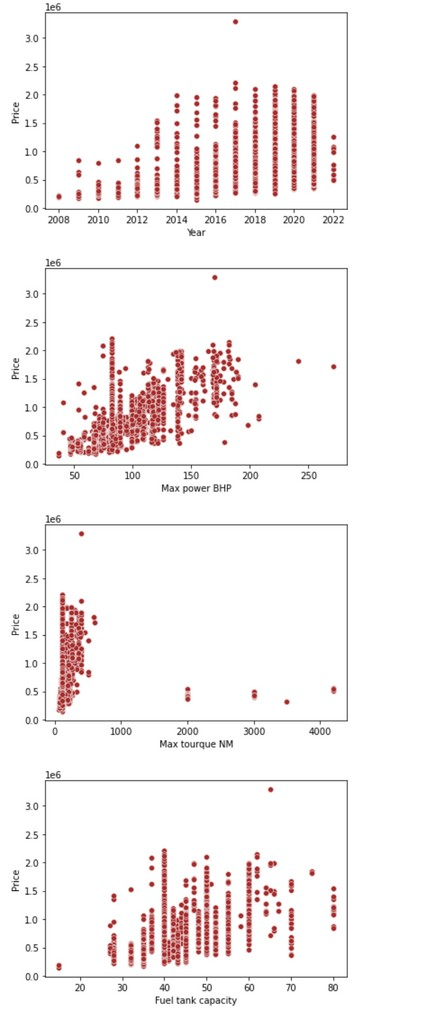 1e6
3.0
2.5
2.0
1.5
1.0
0.5
0.0
Price
2008 2010 2012 2014 2016 2018 2020 2022
Year
1e6
3.0
2.5
2.0
1.5
1.0
0.5
0.0
Price
50 100 150 200 250
Max power BHP
1e6
3.0
2.5
2.0
1.5
1.0
0.5
0.0
Price
0 1000 2000 3000 4000
Max tourque NM
1e6
3.0
2.5
2.0
1.5
1.0
0.5
0.0
Price
20 30 40 50 60 70 80
Fuel tank capacity